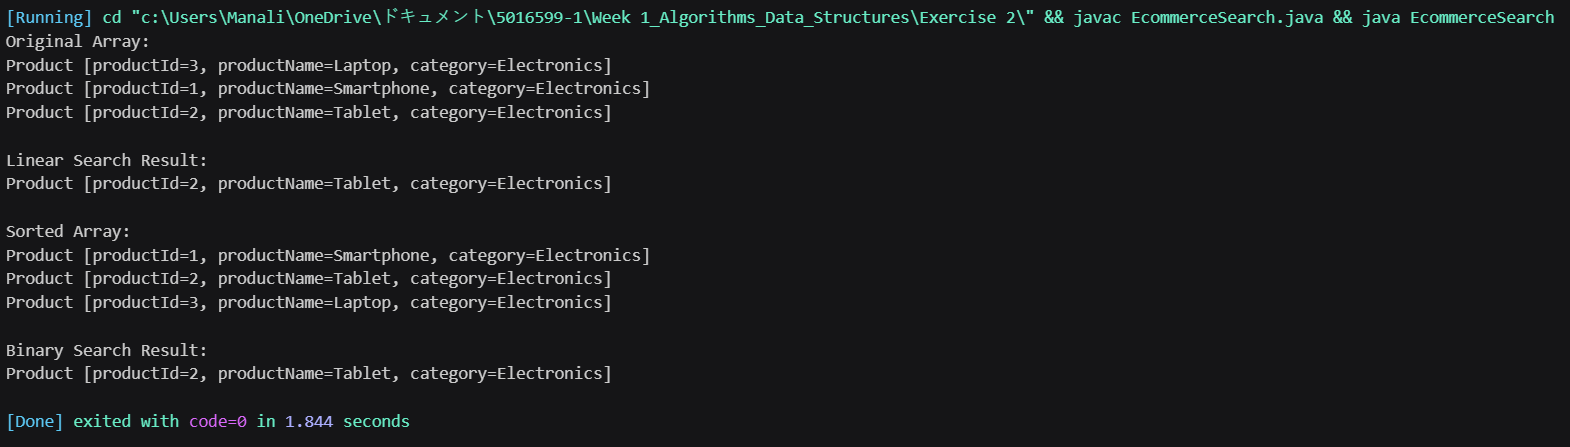 [Running] cd "c:\Users\Manali\OneDrive\ドキュメント\5016599-1\Week 1_Algorithms_Data_Structures\Exercise 2\" && javac EcommerceSearch.java && java EcommerceSearch
Original Array:
Product [productId=3, productName=Laptop, category=Electronics]
Product [productId=1, productName=Smartphone, category=Electronics]
Product [productId=2, productName=Tablet, category=Electronics]

Linear Search Result:
Product [productId=2, productName=Tablet, category=Electronics]

Sorted Array:
Product [productId=1, productName=Smartphone, category=Electronics]
Product [productId=2, productName=Tablet, category=Electronics]
Product [productId=3, productName=Laptop, category=Electronics]

Binary Search Result:
Product [productId=2, productName=Tablet, category=Electronics]

[Done] exited with code=0 in 1.844 seconds